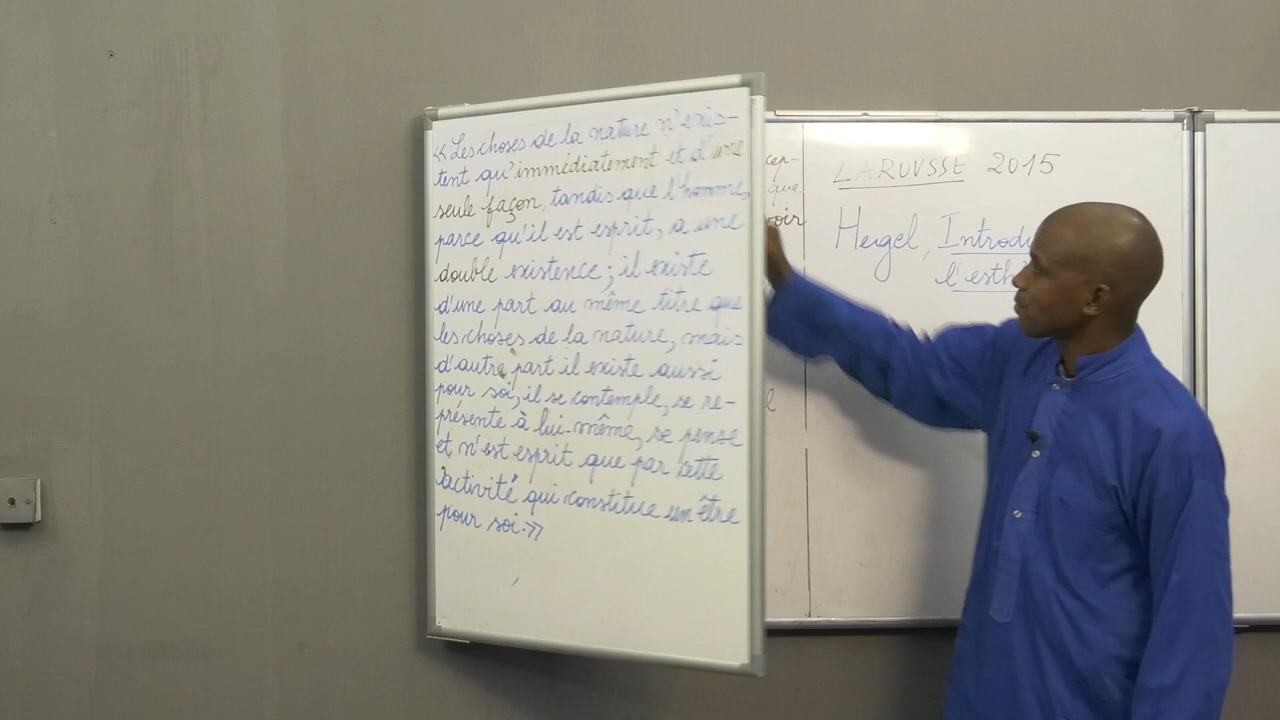 « Les choses de la nature n'exis-
tent qu'immédiatement et d'une
seule façon, tandis que l'homme,
parce qu'il est esprit, a une
double existence ; il existe
d'une part au même titre que
les choses de la nature, mais
d'autre part il existe aussi
pour soi, il se contemple, se re-
présente à lui-même, se pense
et n'est esprit que par cette
activité qui constitue un être
pour soi. »
cep-
que
voir
LAROUSSE 2015
Hegel, Introdu
l'esth